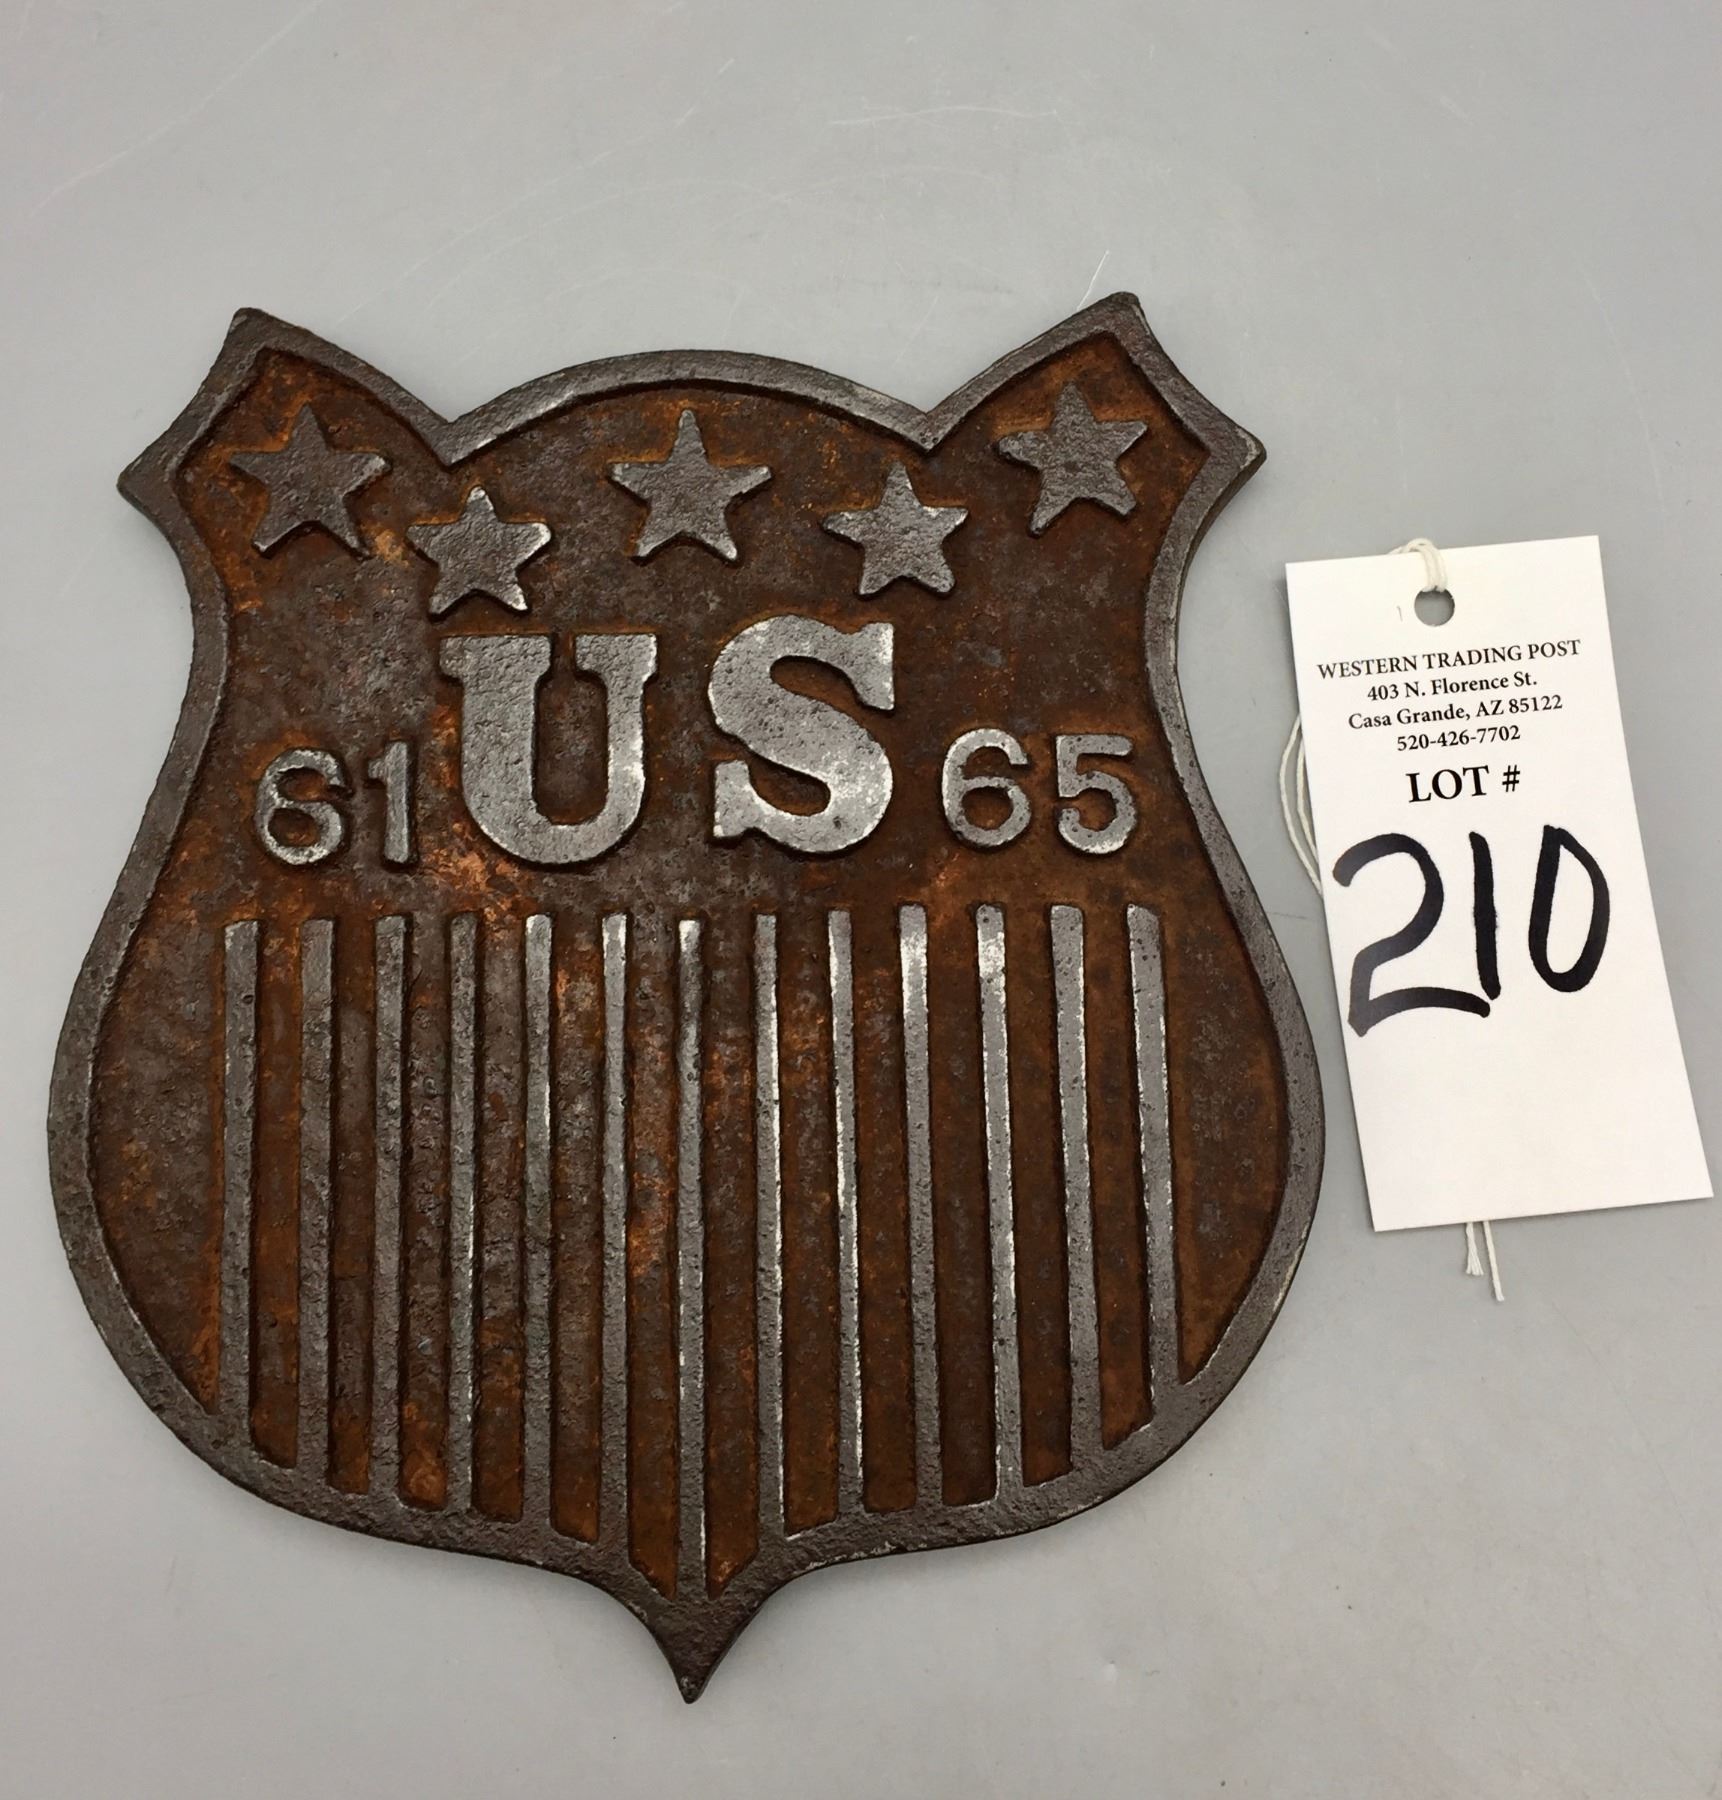 US
61 65
WESTERN TRADING POST
403 N. Florence St.
Casa Grande, AZ 85122
520-426-7702
LOT #
210